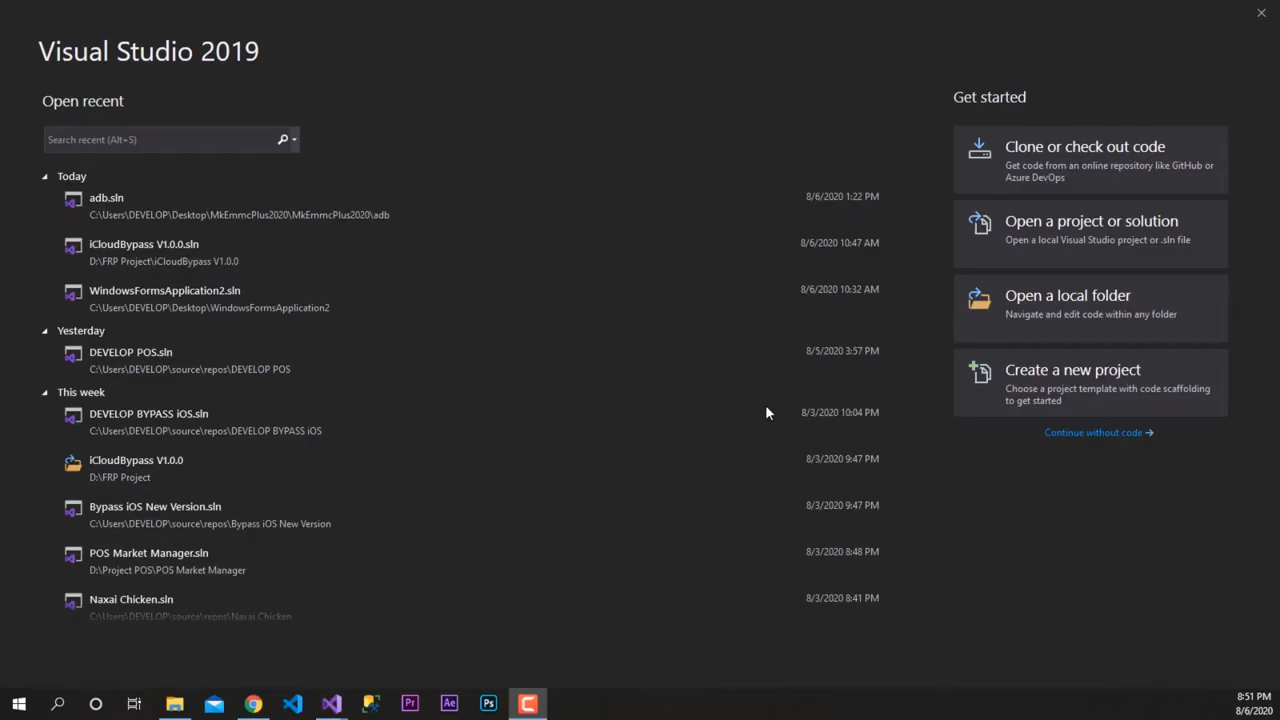 Visual Studio 2019
Open recent
Search recent (Alt+S)
Today
adb.sln
8/6/2020 1:22 PM
C:\Users\DEVELOP\Desktop\MkEmmcPlus2020\MkEmmcPlus2020\adb
iCloudBypass V1.0.0.sln
8/6/2020 10:47 AM
D:\FRP Project\iCloudBypass V1.0.0
WindowsFormsApplication2.sln
8/6/2020 10:32 AM
C:\Users\DEVELOP\Desktop\WindowsFormsApplication2
Yesterday
DEVELOP POS.sln
8/5/2020 3:57 PM
C:\Users\DEVELOP\source\repos\DEVELOP POS
This week
DEVELOP BYPASS iOS.sln
8/3/2020 10:04 PM
C:\Users\DEVELOP\source\repos\DEVELOP BYPASS iOS
iCloudBypass V1.0.0
8/3/2020 9:47 PM
D:\FRP Project
Bypass iOS New Version.sln
8/3/2020 9:47 PM
C:\Users\DEVELOP\source\repos\Bypass iOS New Version
POS Market Manager.sln
8/3/2020 8:48 PM
D:\Project POS\POS Market Manager
Naxai Chicken.sln
8/3/2020 8:41 PM
C:\Users\DEVELOP\source\repos\Naxai Chicken
Get started
Clone or check out code
Get code from an online repository like GitHub or
Azure DevOps
Open a project or solution
Open a local Visual Studio project or .sln file
Open a local folder
Navigate and edit code within any folder
Create a new project
Choose a project template with code scaffolding
to get started
Continue without code
Pr
Ae
Ps
8:51 PM
8/6/2020